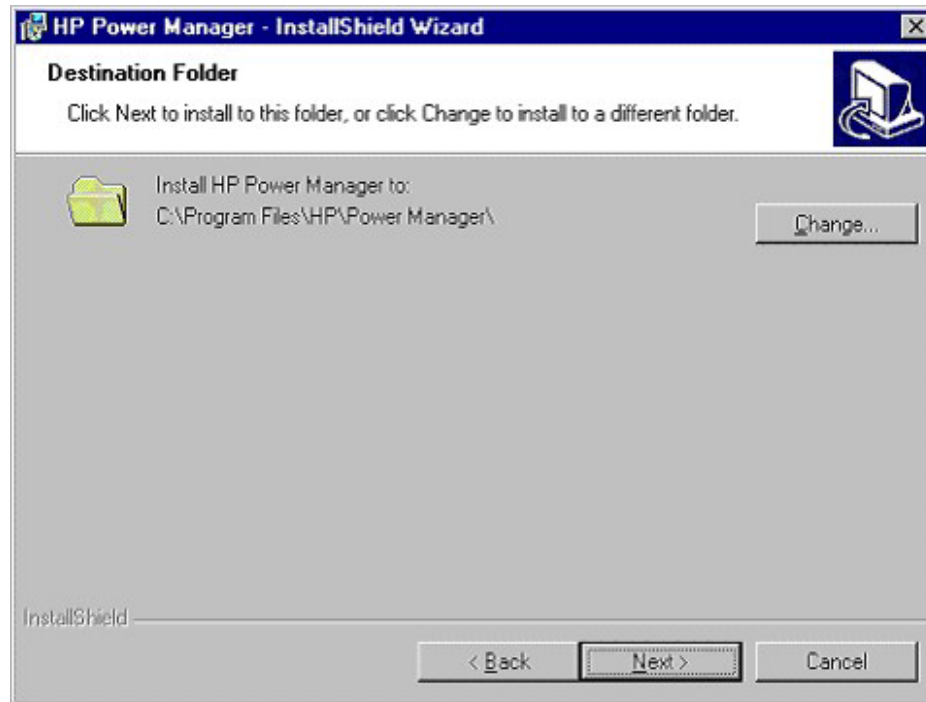 HP Power Manager - InstallShield Wizard
Destination Folder
Click Next to install to this folder, or click Change to install to a different folder.
Install HP Power Manager to:
C:\Program Files\HP\Power Manager\
Change...
InstallShield
< Back
Next >
Cancel